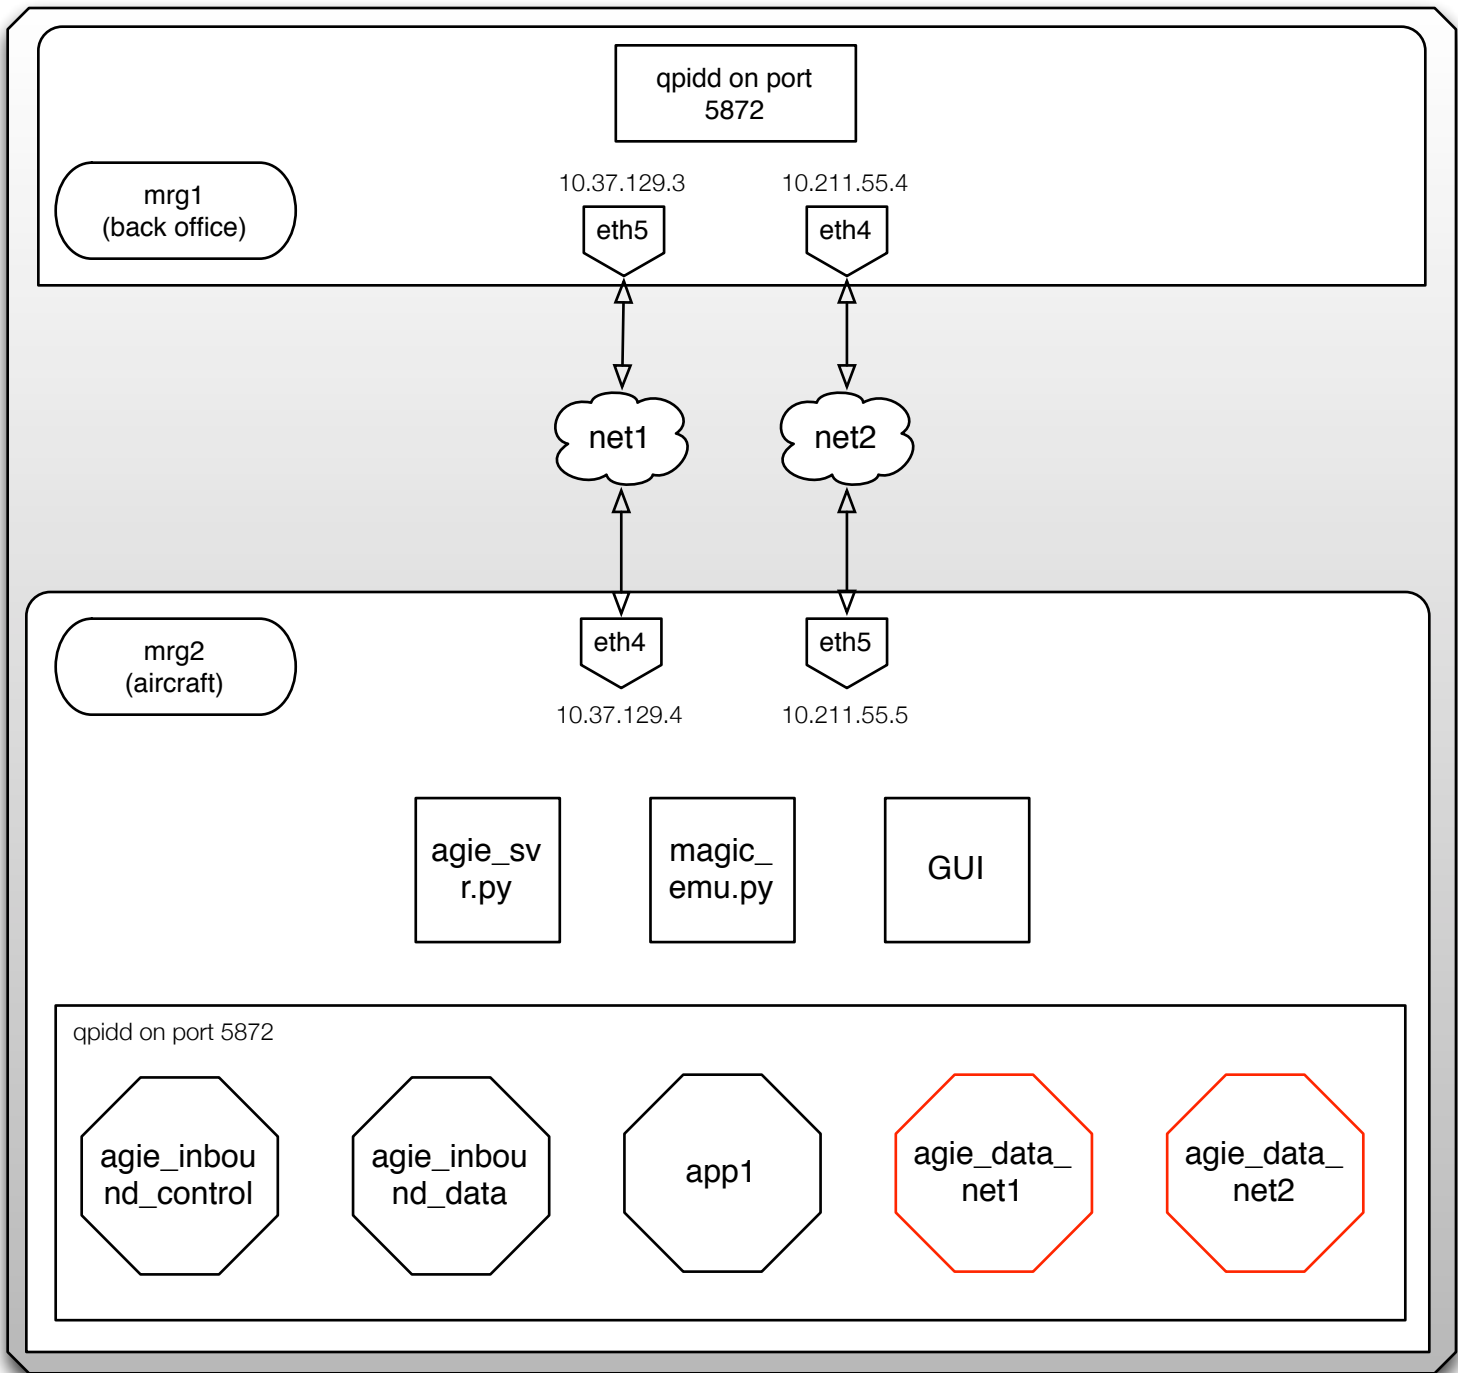 qpidd on port
5872
mrg1
(back office)
10.37.129.3
10.211.55.4
eth5
eth4
net1
net2
mrg2
(aircraft)
eth4
eth5
10.37.129.4
10.211.55.5
agie_sv
r.py
magic_
emu.py
GUI
qpidd on port 5872
agie_inbou
nd_control
agie_inbou
nd_data
app1
agie_data_
net1
agie_data_
net2